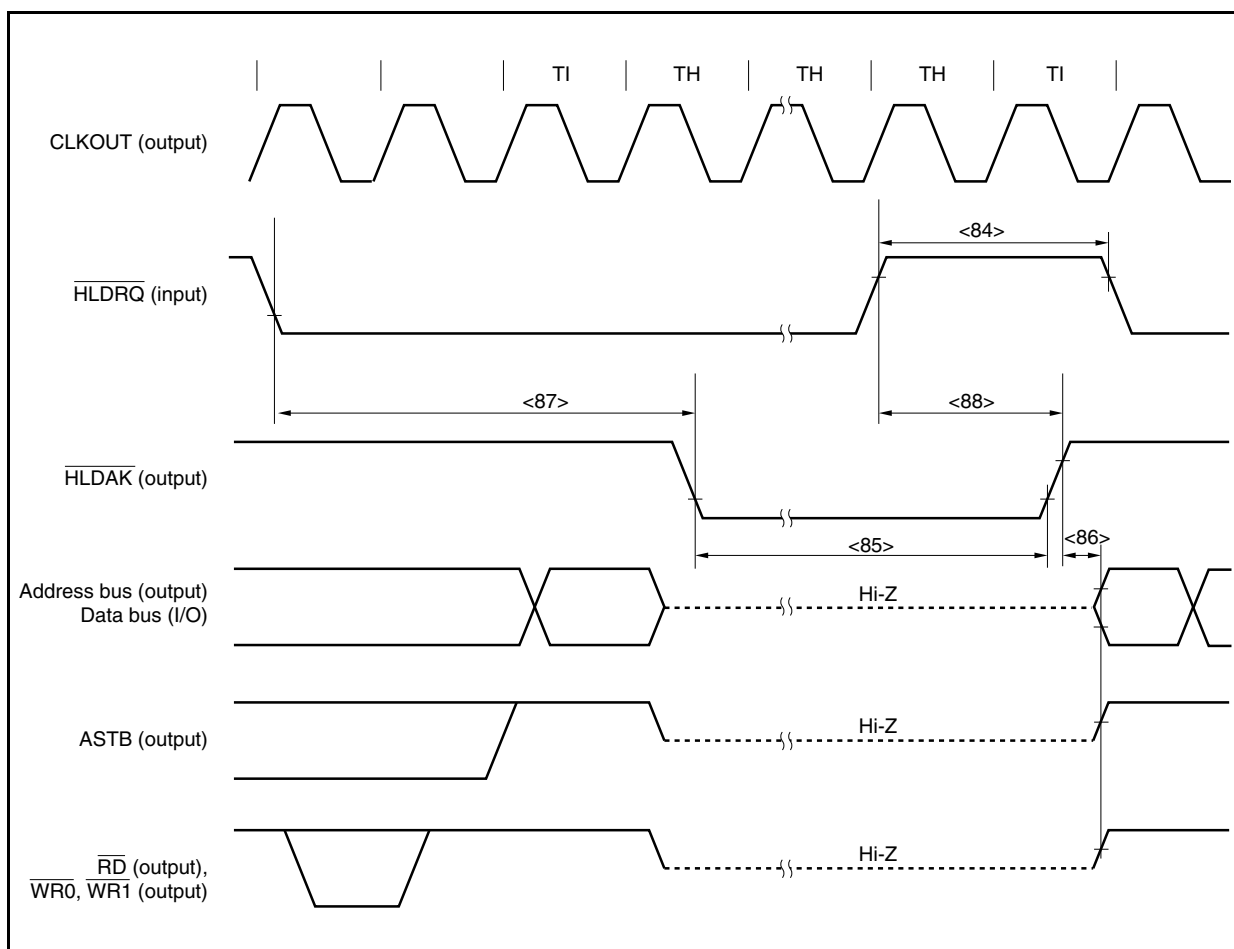 TI TH TH TH TI
CLKOUT (output)
<84>
HLDRQ (input)
<87> <88>
HLDAK (output)
<85> <86>
Address bus (output)
Data bus (I/O)
Hi-Z
ASTB (output)
Hi-Z
RD (output),
WR0, WR1 (output)
Hi-Z